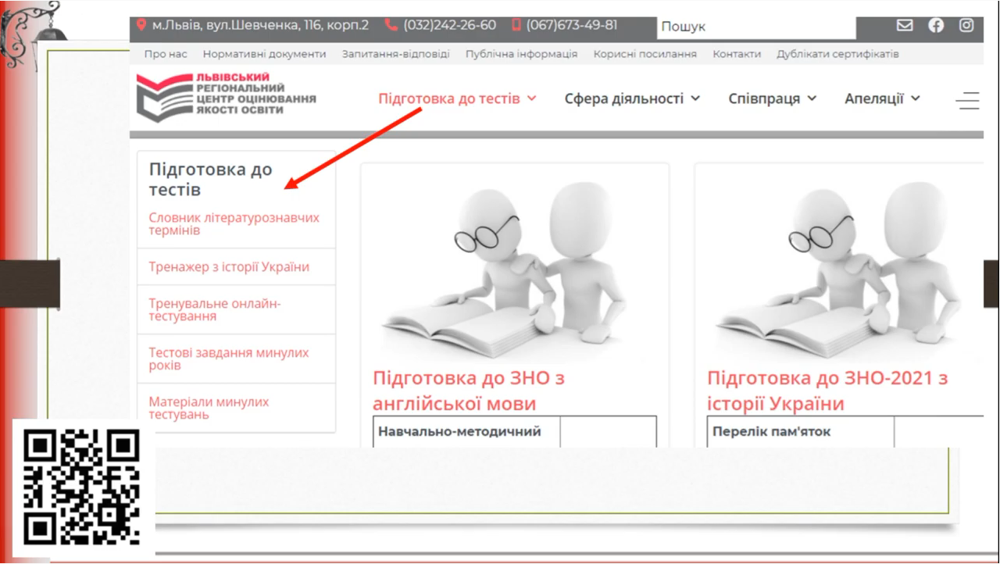 м.Львів, вул.Шевченка, 116, корп.2 (032)242-26-60 (067)673-49-81 Пошук
Про нас Нормативні документи Запитання-відповіді Публічна інформація Корисні посилання Контакти Дублікати сертифікатів
ЛЬВІВСЬКИЙ
РЕГІОНАЛЬНИЙ
ЦЕНТР ОЦІНЮВАННЯ
ЯКОСТІ ОСВІТИ
Підготовка до тестів Сфера діяльності Співпраця Апеляції
Підготовка до
тестів
Словник літературознавчих
термінів
Тренажер з історії України
Тренувальне онлайн-
тестування
Тестові завдання минулих
років
Матеріали минулих
тестувань
Підготовка до ЗНО з
англійської мови
Навчально-методичний
Підготовка до ЗНО-2021 з
історії України
Перелік пам'яток